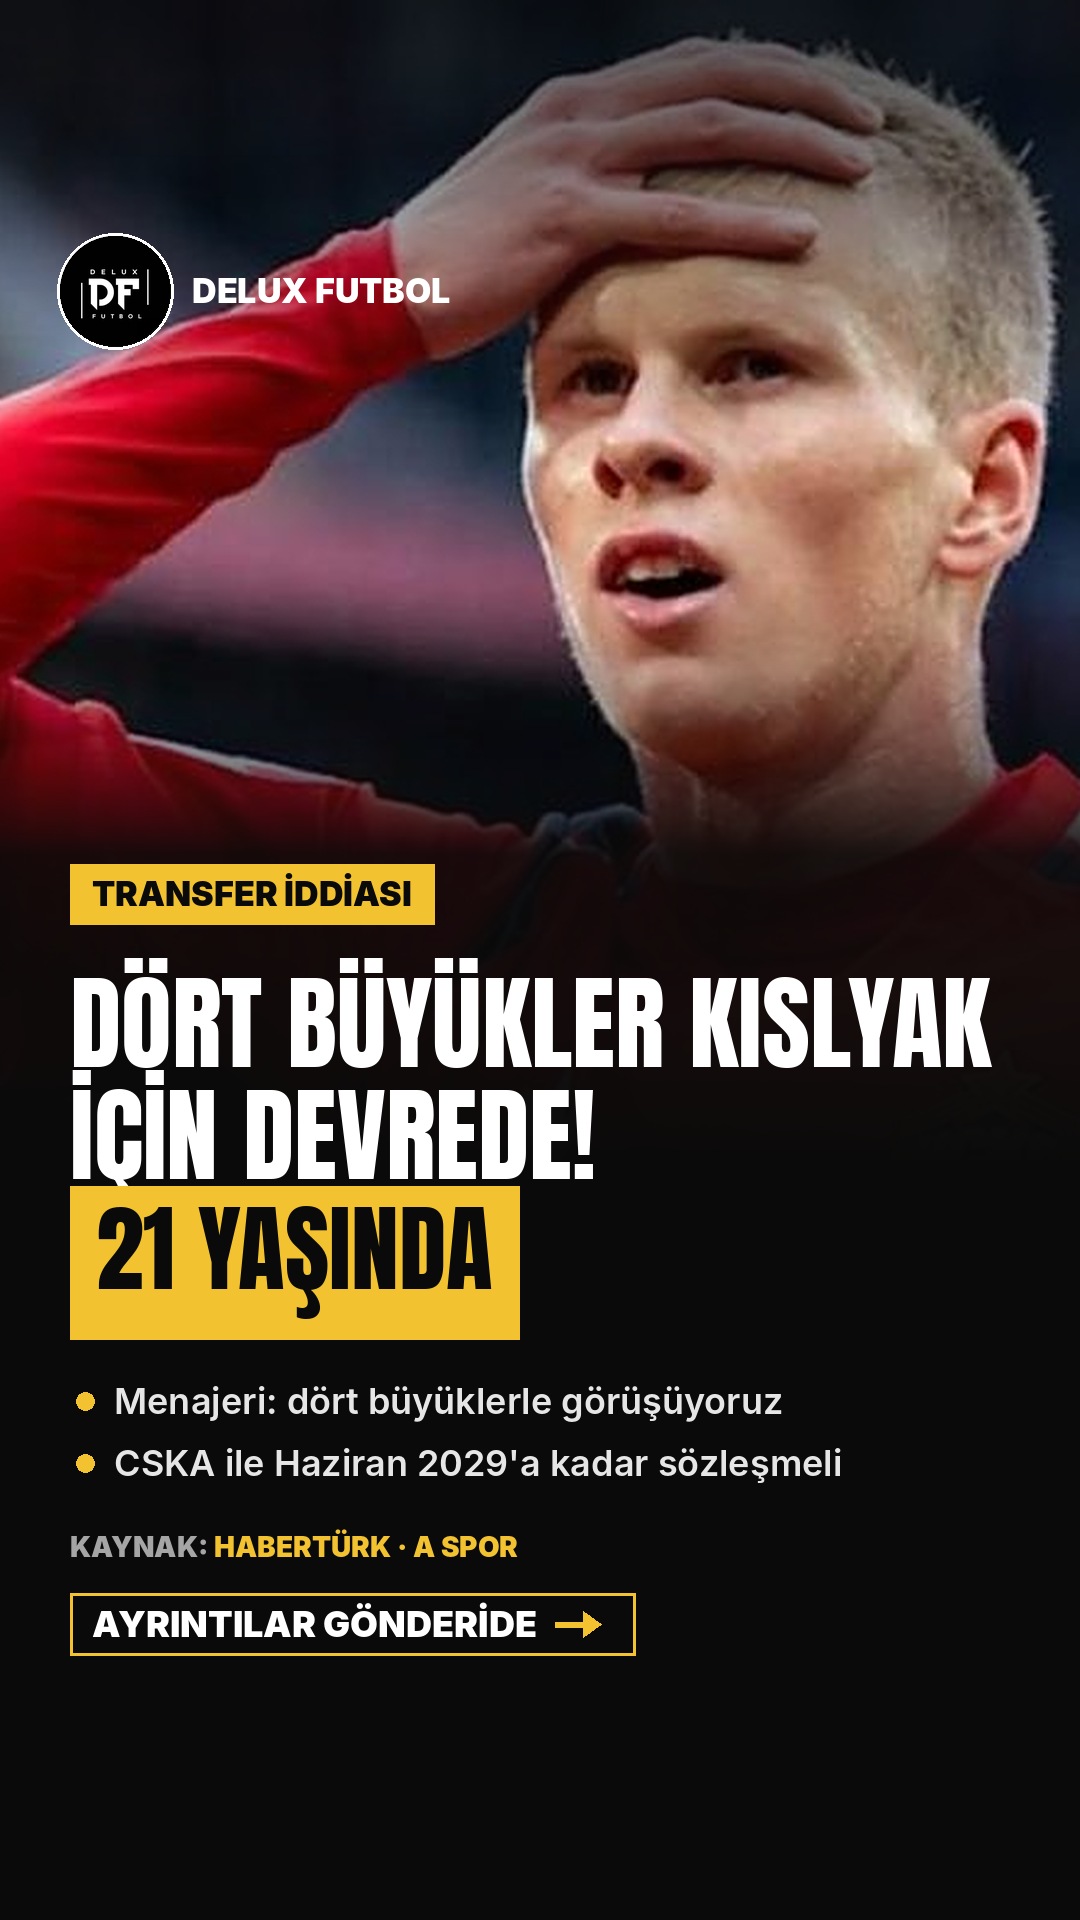 DELUX
DF
FUTBOL
DELUX FUTBOL
TRANSFER İDDİASI
DÖRT BÜYÜKLER KISLYAK
İÇİN DEVREDE!
21 YAŞINDA
Menajeri: dört büyüklerle görüşüyoruz
CSKA ile Haziran 2029'a kadar sözleşmeli
KAYNAK: HABERTÜRK · A SPOR
AYRINTILAR GÖNDERİDE →